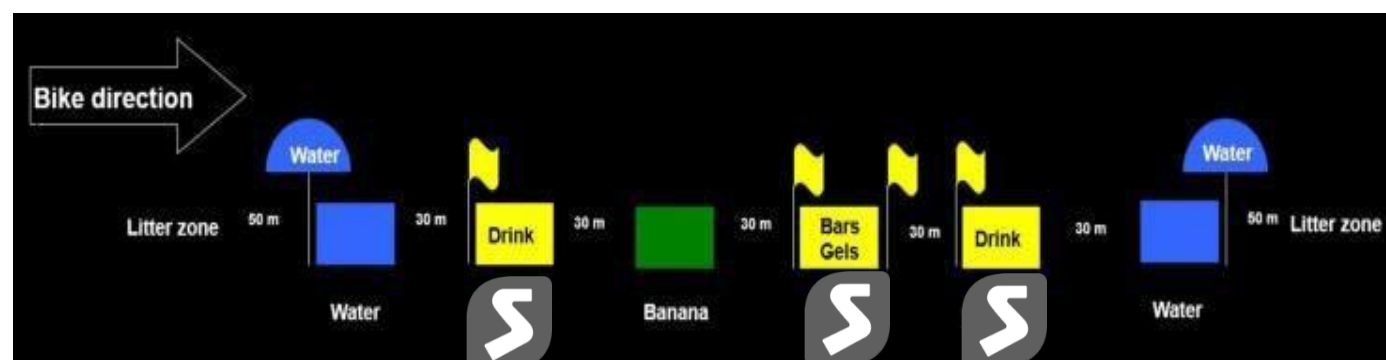 Bike direction
Water
Water
Litter zone
50 m
30 m
Drink
30 m
30 m
Bars
Gels
30 m
Drink
30 m
50 m
Litter zone
Water
Banana
Water